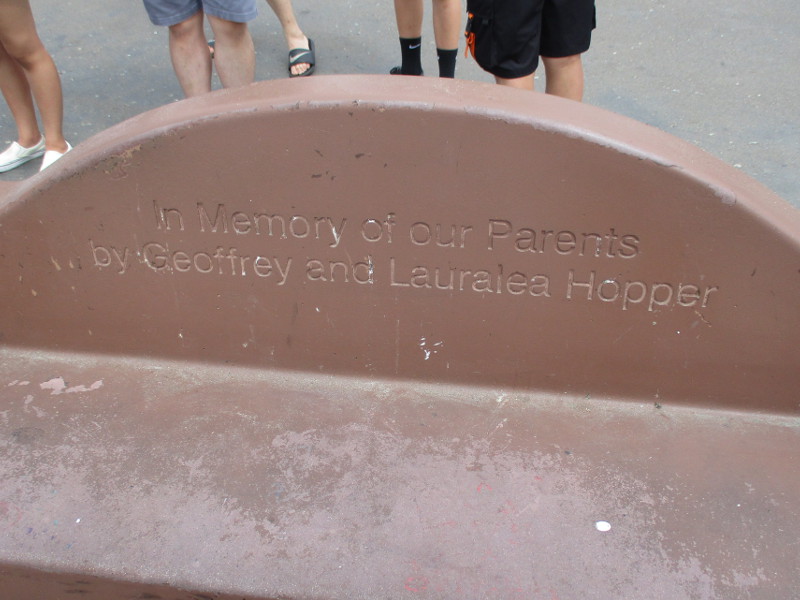 In Memory of our Parents
by Geoffrey and Lauralea Hopper